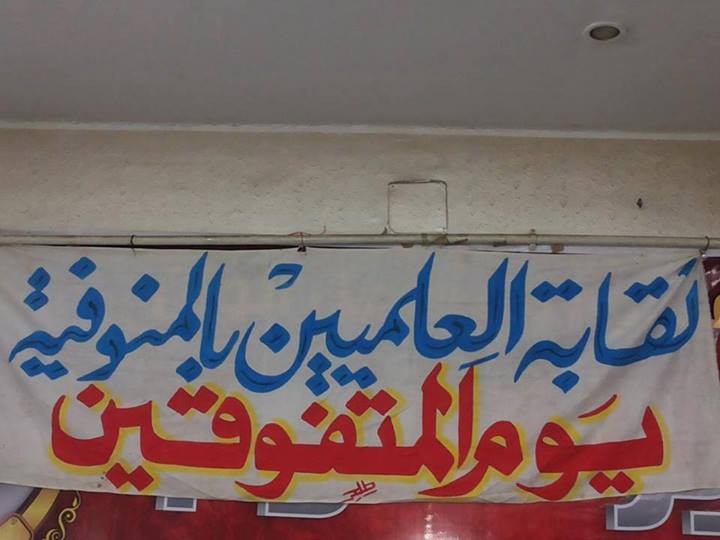 نقابة العلميين بالمنوفية
يوم المتفوقين